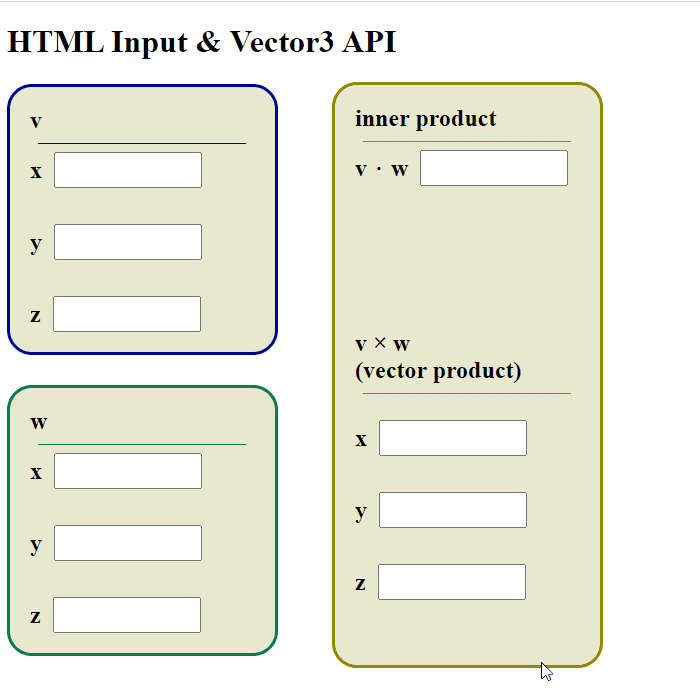 HTML Input & Vector3 API
v
x
y
z
w
x
y
z
inner product
v · w
v × w
(vector product)
x
y
z